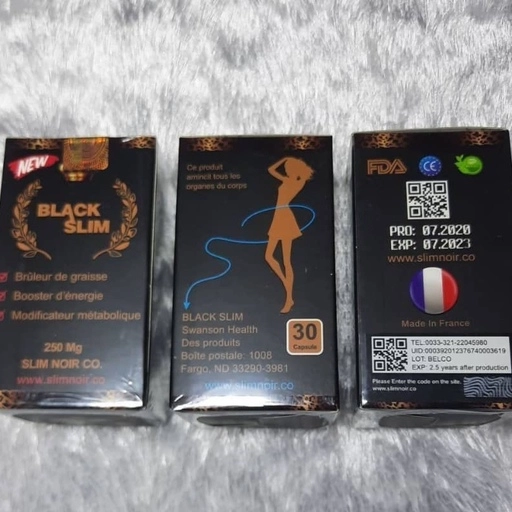 NEW
BLACK
SLIM
Brûleur de graisse
Booster d'énergie
Modificateur métabolique
250 Mg
SLIM NOIR CO.
www.slimnoir.co
Ce produit
amincit tous les
organes du corps
BLACK SLIM
Swanson Health
Des produits
Boîte postale: 1008
Fargo, ND 33290-3981
www.slimnoir.co
30
Capsule
FDA
CE
PRO: 07.2020
EXP: 07.2023
www.slimnoir.co
Made In France
TEL:0033-321-22045980
UID:000392012376740003619
LOT: BELCO
EXP: 2.5 years after production
Please Enter the code on the site.
www.slimnoir.co